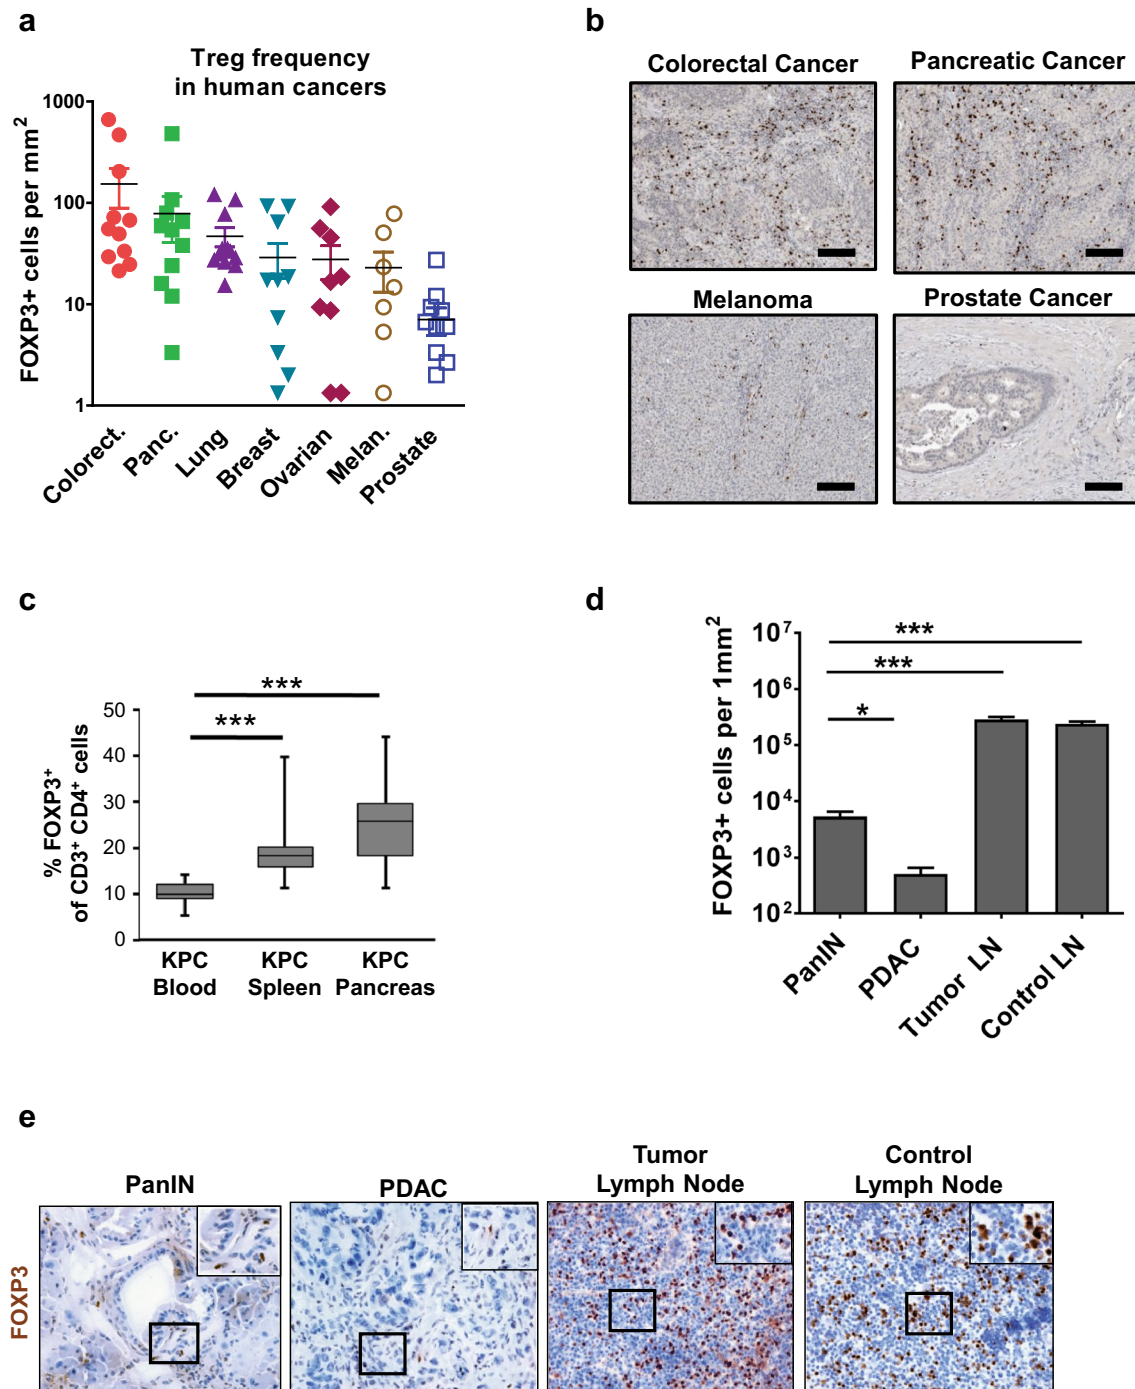 a
Treg frequency
in human cancers
FOXP3+ cells per mm²
1000
100
10
1
Colorect.
Panc.
Lung
Breast
Ovarian
Melan.
Prostate
b
Colorectal Cancer
Pancreatic Cancer
Melanoma
Prostate Cancer
c
% FOXP3⁺
of CD3⁺ CD4⁺ cells
50
40
30
20
10
0
***
***
KPC
Blood
KPC
Spleen
KPC
Pancreas
d
FOXP3+ cells per 1mm²
10⁷
10⁶
10⁵
10⁴
10³
10²
***
***
*
PanIN
PDAC
Tumor LN
Control LN
e
FOXP3
PanIN
PDAC
Tumor
Lymph Node
Control
Lymph Node